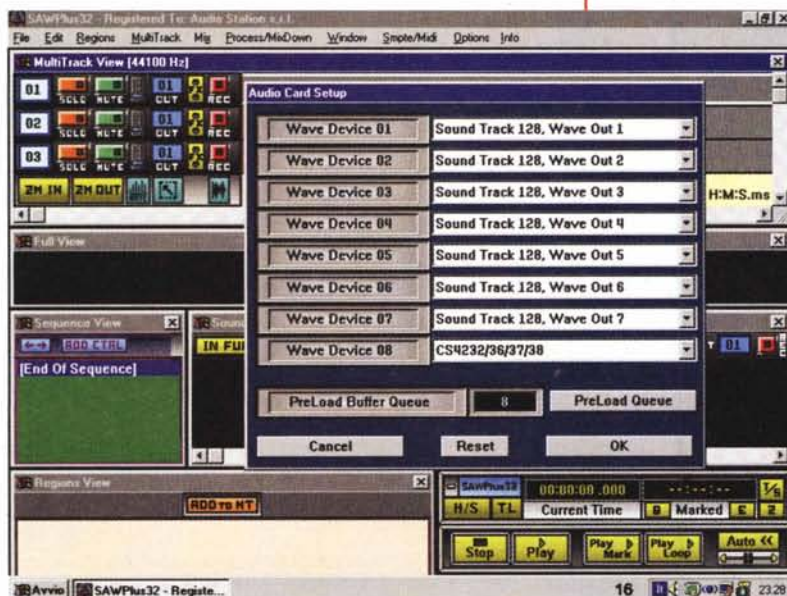 SAWPlus32 - Registered To: Audio Station s.r.l.
File Edit Regions MultiTrack Mix Process/MixDown Window Smpte/Midi Options Info
MultiTrack View [44100 Hz]
01 SOLO MUTE 01 OUT REC
02 SOLO MUTE 01 OUT REC
03 SOLO MUTE 01 OUT REC
ZM IN ZM OUT
H:M:S.ms
Audio Card Setup
Wave Device 01 Sound Track 128, Wave Out 1
Wave Device 02 Sound Track 128, Wave Out 2
Wave Device 03 Sound Track 128, Wave Out 3
Wave Device 04 Sound Track 128, Wave Out 4
Wave Device 05 Sound Track 128, Wave Out 5
Wave Device 06 Sound Track 128, Wave Out 6
Wave Device 07 Sound Track 128, Wave Out 7
Wave Device 08 CS4232/36/37/38
PreLoad Buffer Queue 8 PreLoad Queue
Cancel Reset OK
Full View
Sequence View
ADD CTRL
[End Of Sequence]
Soun
IN FU
T 01
Regions View
ADD TO MT
SAWPlus32 00:00:00.000 --:--:-- 1/5
H/S TL Current Time B Marked E 2
Stop Play Play Mark Play Loop Auto <<
Avvio SAWPlus32 - Registe...
16 It 23.28